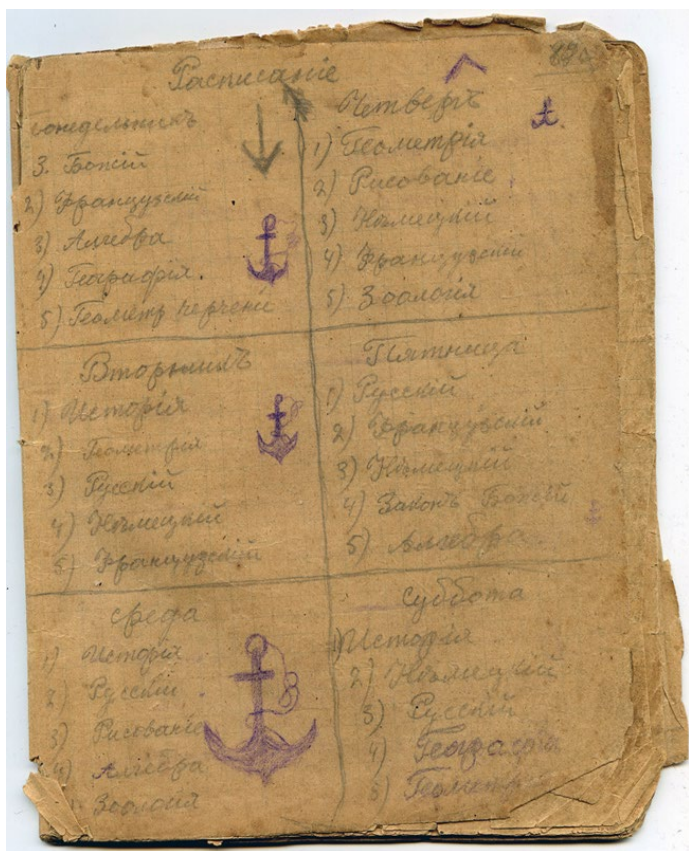 Расписаніе
онедельникъ
З. Божій
2) Французскій
3) Алгебра
4) Географія.
5) Геометр черчені
Вторникъ
1) Исторія
2) Геометрія
3) Русскій
4) Нѣмецкій
5) Французскій
среда
1) Исторія
2) Русскій
3) Рисованіе
4) Алгебра
Зоологія
Четвергъ
1) Геометрія
2) Рисованіе
3) Нѣмецкій
4) Французскій
5) Зоологія
Пятница
1) Русскій
2) Французскій
3) Нѣмецкій
4) Законъ Божій
5) Алгебра
Суббота
1) Исторія
2) Нѣмецкій
3) Русскій
4) Географія
5) Геометр